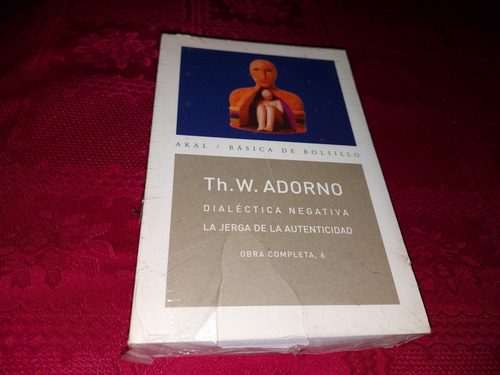 AKAL / BÁSICA DE BOLSILLO
Th. W. ADORNO
DIALÉCTICA NEGATIVA
LA JERGA DE LA AUTENTICIDAD
OBRA COMPLETA, 6